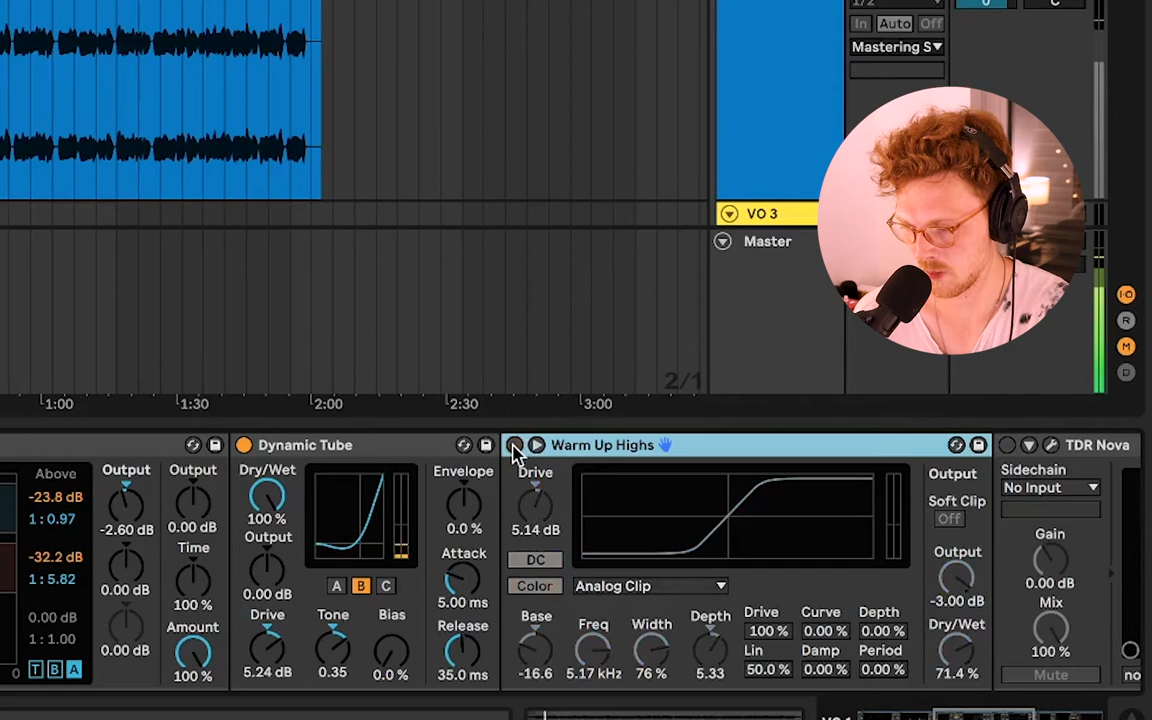 1/2
0
C
In Auto Off
Mastering S▼
VO 3
Master
2/1
1:00 1:30 2:00 2:30 3:00
I·O
R
M
D
Above
-23.8 dB
1 : 0.97
-32.2 dB
1 : 5.82
0.00 dB
1 : 1.00
0
T B A
Output
-2.60 dB
0.00 dB
0.00 dB
Output
0.00 dB
Time
100 %
Amount
100 %
Dynamic Tube
Dry/Wet
100 %
Output
0.00 dB
Drive
5.24 dB
A B C
Tone
0.35
Bias
0.0 %
Envelope
0.0 %
Attack
5.00 ms
Release
35.0 ms
Warm Up Highs
Drive
5.14 dB
DC
Color
Analog Clip
Base
-16.6
Freq
5.17 kHz
Width
76 %
Depth
5.33
Drive Curve Depth
100 % 0.00 % 0.00 %
Lin Damp Period
50.0 % 0.00 % 0.00 %
Output
Soft Clip
Off
Output
-3.00 dB
Dry/Wet
71.4 %
TDR Nova
Sidechain
No Input
Gain
0.00 dB
Mix
100 %
Mute
no
VO 1